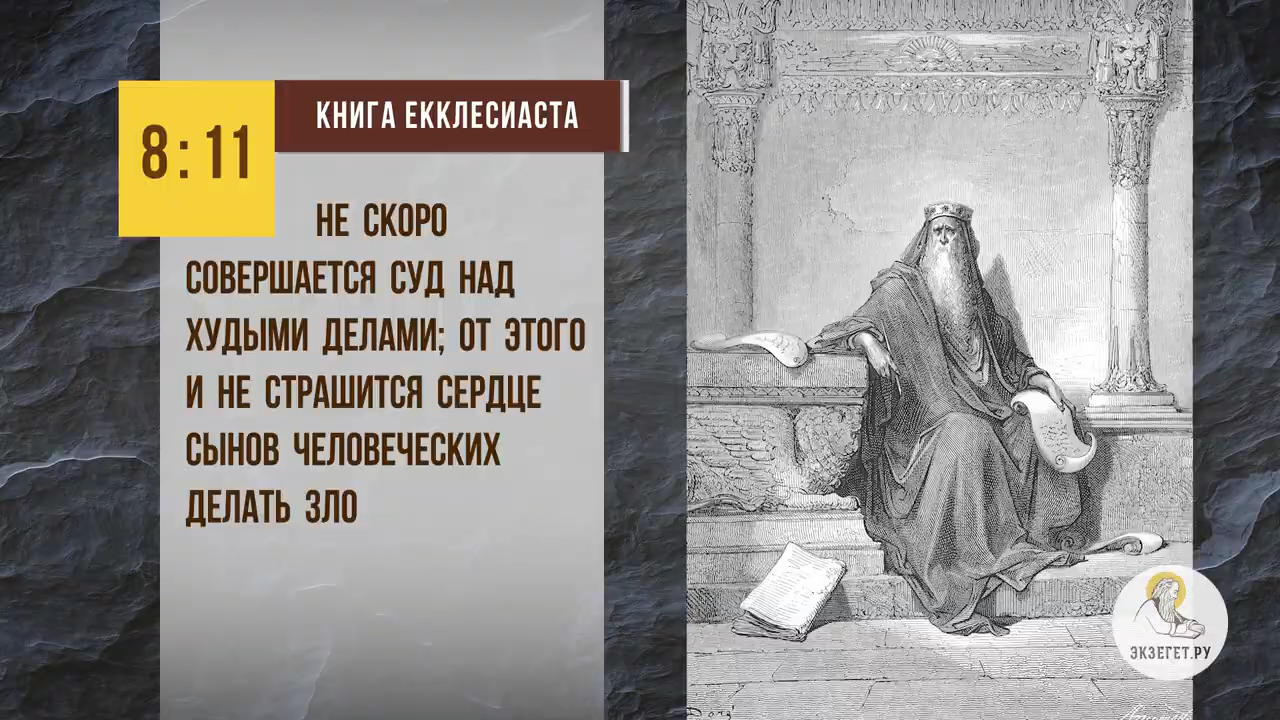 8:11
КНИГА ЕККЛЕСИАСТА
НЕ СКОРО
СОВЕРШАЕТСЯ СУД НАД
ХУДЫМИ ДЕЛАМИ; ОТ ЭТОГО
И НЕ СТРАШИТСЯ СЕРДЦЕ
СЫНОВ ЧЕЛОВЕЧЕСКИХ
ДЕЛАТЬ ЗЛО
ЭКЗЕГЕТ.РУ